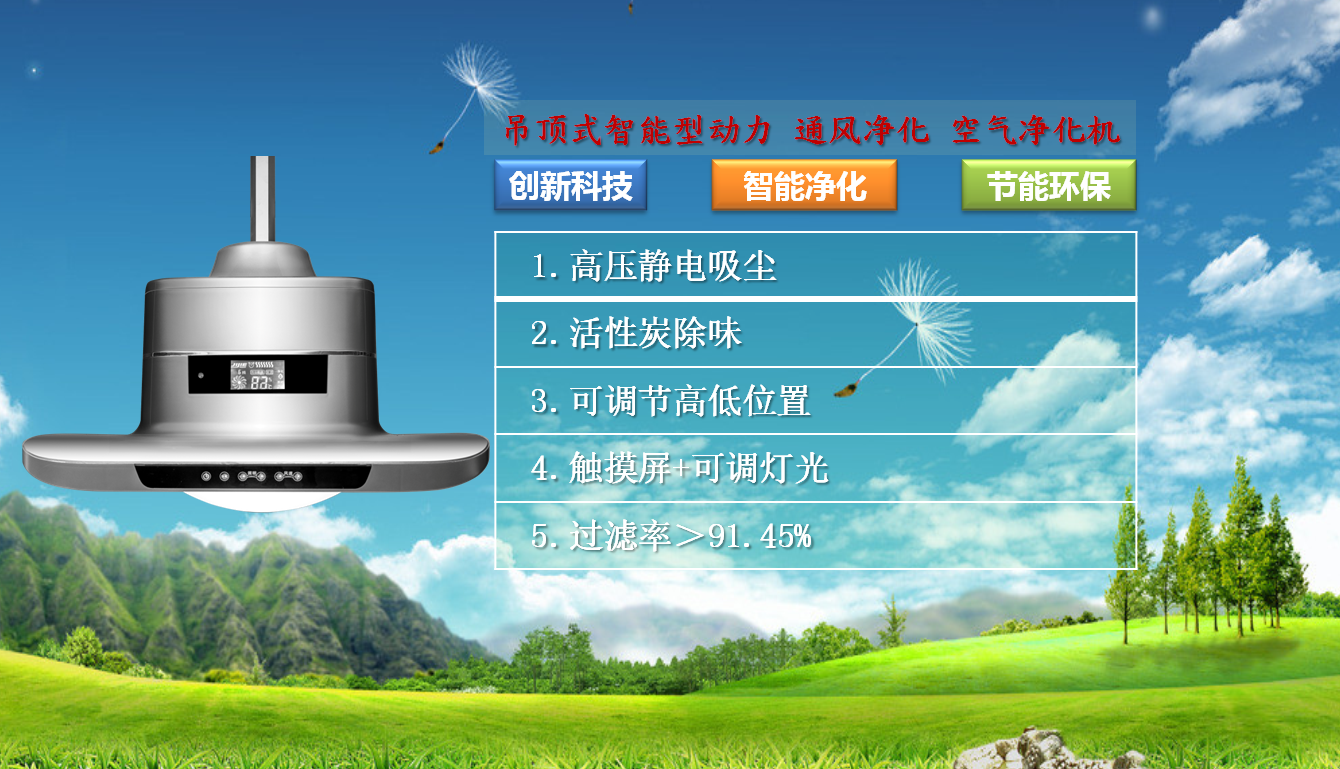 吊顶式智能型动力 通风净化 空气净化机
创新科技 智能净化 节能环保
1.高压静电吸尘
2.活性炭除味
3.可调节高低位置
4.触摸屏+可调灯光
5.过滤率＞91.45%